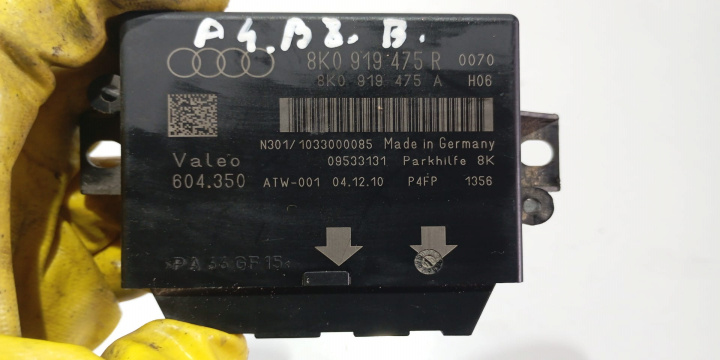 A4.B8.B.
8K0 919 475 R 0070
8K0 919 475 A H06
N301/1033000085 Made in Germany
Valeo 09533131 Parkhilfe 8K
604.350 ATW-001 04.12.10 P4FP 1356
>PA 33 GF 15<